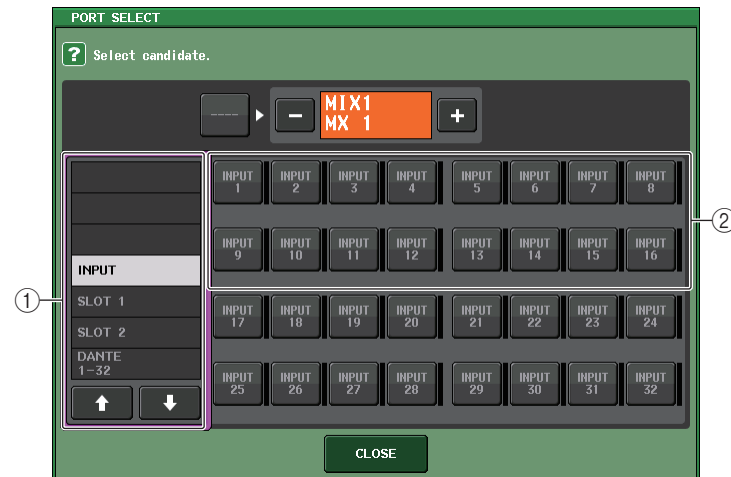 PORT SELECT
? Select candidate.
----
MIX1
MX 1
− +
INPUT
SLOT 1
SLOT 2
DANTE
1-32
INPUT 1 INPUT 2 INPUT 3 INPUT 4 INPUT 5 INPUT 6 INPUT 7 INPUT 8
INPUT 9 INPUT 10 INPUT 11 INPUT 12 INPUT 13 INPUT 14 INPUT 15 INPUT 16
INPUT 17 INPUT 18 INPUT 19 INPUT 20 INPUT 21 INPUT 22 INPUT 23 INPUT 24
INPUT 25 INPUT 26 INPUT 27 INPUT 28 INPUT 29 INPUT 30 INPUT 31 INPUT 32
CLOSE
①
②